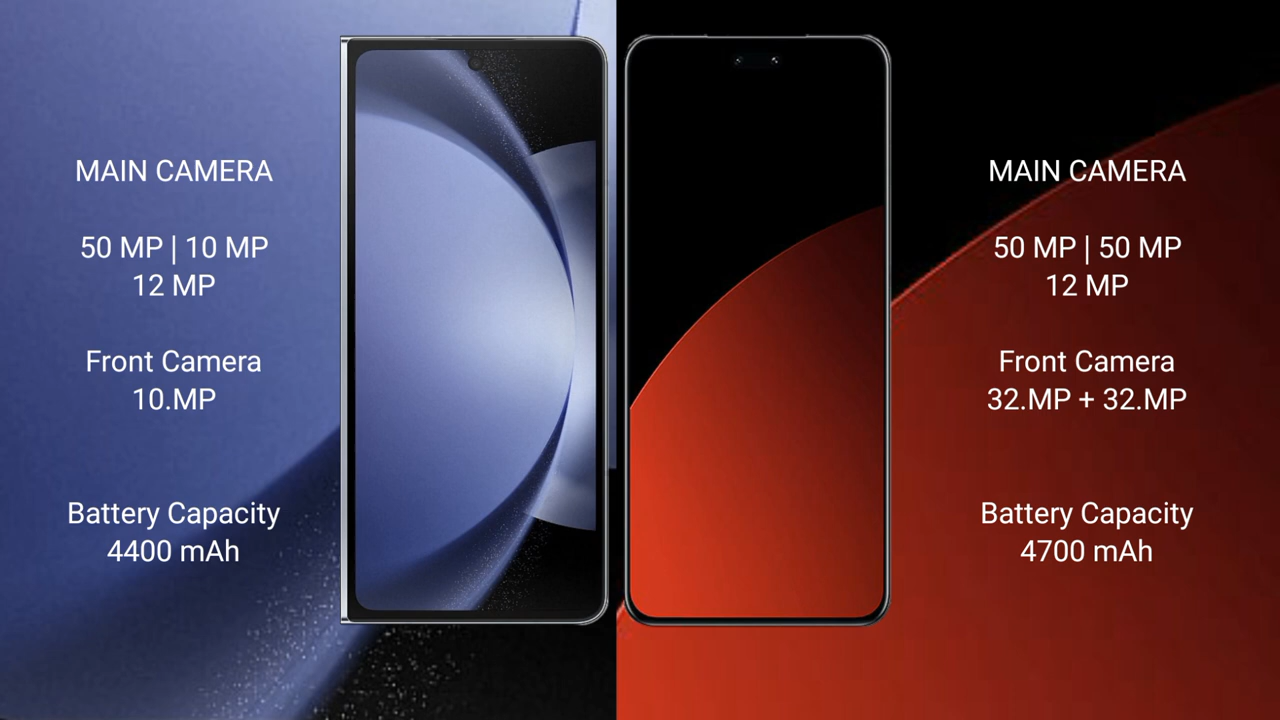 MAIN CAMERA
50 MP | 10 MP
12 MP
Front Camera
10.MP
Battery Capacity
4400 mAh
MAIN CAMERA
50 MP | 50 MP
12 MP
Front Camera
32.MP + 32.MP
Battery Capacity
4700 mAh